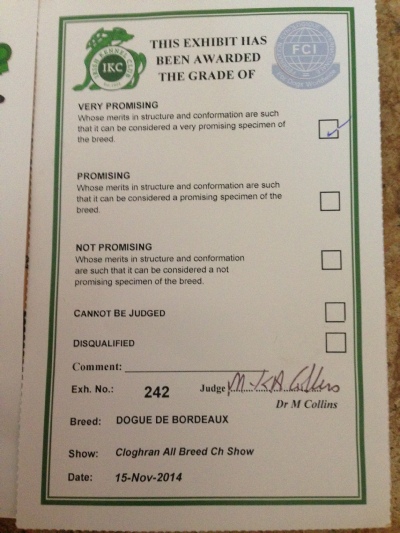 IRISH KENNEL CLUB
IKC
FCI
THIS EXHIBIT HAS
BEEN AWARDED
THE GRADE OF
VERY PROMISING
Whose merits in structure and conformation are such
that it can be considered a very promising specimen of
the breed.
PROMISING
Whose merits in structure and conformation are such
that it can be considered a promising specimen of the
breed.
NOT PROMISING
Whose merits in structure and conformation
are such that it can be considered a not
promising specimen of the breed.
CANNOT BE JUDGED
DISQUALIFIED
Comment:
Exh. No.: 242 Judge
Dr M Collins
Breed: DOGUE DE BORDEAUX
Show: Cloghran All Breed Ch Show
Date: 15-Nov-2014